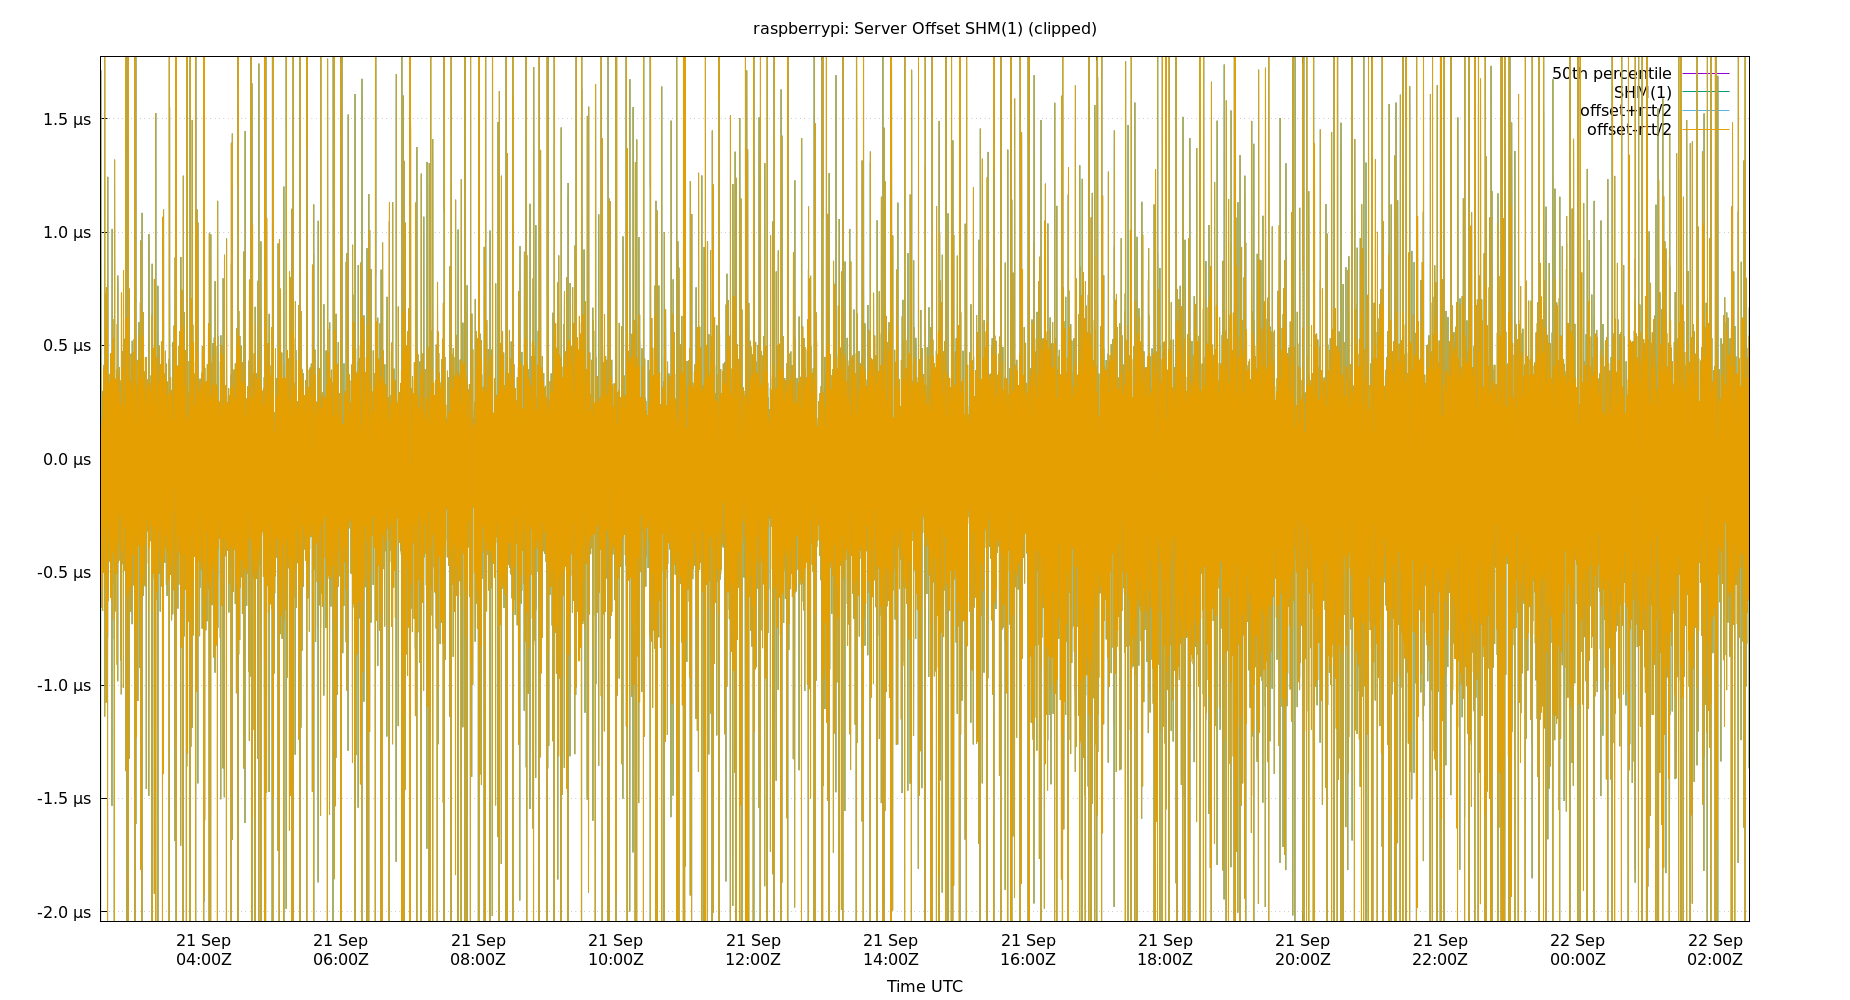 raspberrypi: Server Offset SHM(1) (clipped)
50th percentile
SHM(1)
offset+rtt/2
offset-rtt/2
1.5 µs
1.0 µs
0.5 µs
0.0 µs
-0.5 µs
-1.0 µs
-1.5 µs
-2.0 µs
21 Sep 21 Sep 21 Sep 21 Sep 21 Sep 21 Sep 21 Sep 21 Sep 21 Sep 21 Sep 22 Sep 22 Sep
04:00Z 06:00Z 08:00Z 10:00Z 12:00Z 14:00Z 16:00Z 18:00Z 20:00Z 22:00Z 00:00Z 02:00Z
Time UTC